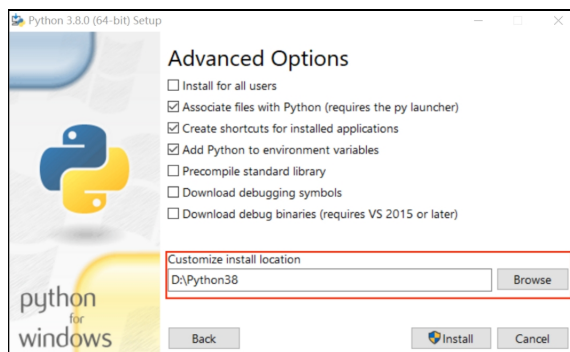 Python 3.8.0 (64-bit) Setup
Advanced Options
Install for all users
Associate files with Python (requires the py launcher)
Create shortcuts for installed applications
Add Python to environment variables
Precompile standard library
Download debugging symbols
Download debug binaries (requires VS 2015 or later)
Customize install location
D:\Python38
Browse
python
for
windows
Back
Install
Cancel